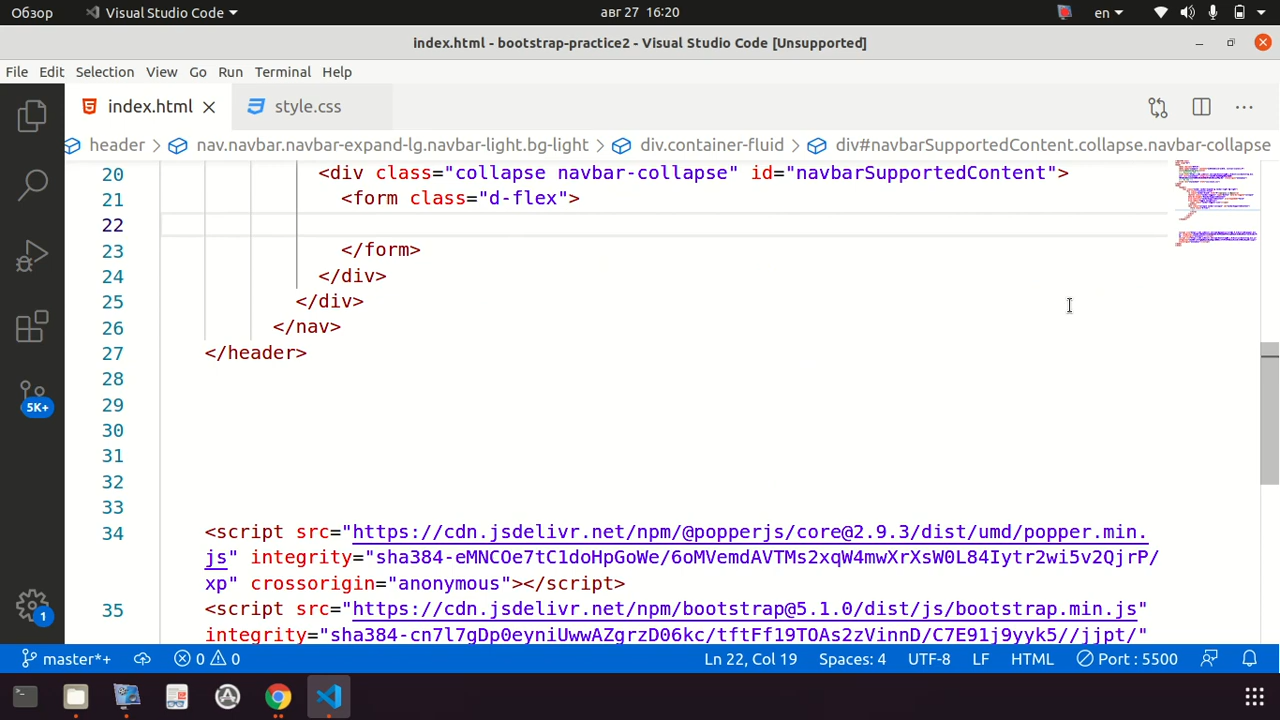 Обзор Visual Studio Code авг 27 16:20 en
index.html - bootstrap-practice2 - Visual Studio Code [Unsupported]
File Edit Selection View Go Run Terminal Help
index.html style.css
header nav.navbar.navbar-expand-lg.navbar-light.bg-light div.container-fluid div#navbarSupportedContent.collapse.navbar-collapse
20 <div class="collapse navbar-collapse" id="navbarSupportedContent">
21 <form class="d-flex">
22
23 </form>
24 </div>
25 </div>
26 </nav>
27 </header>
28
29
30
31
32
33
34 <script src="https://cdn.jsdelivr.net/npm/@popperjs/core@2.9.3/dist/umd/popper.min.
js" integrity="sha384-eMNCOe7tC1doHpGoWe/6oMVemdAVTMs2xqW4mwXrXsW0L84Iytr2wi5v2QjrP/
xp" crossorigin="anonymous"></script>
35 <script src="https://cdn.jsdelivr.net/npm/bootstrap@5.1.0/dist/js/bootstrap.min.js"
integrity="sha384-cn7l7gDp0eyniUwwAZgrzD06kc/tftFf19TOAs2zVinnD/C7E91j9yyk5//jjpt/"
5K+
1
master*+ 0 0 Ln 22, Col 19 Spaces: 4 UTF-8 LF HTML Port : 5500